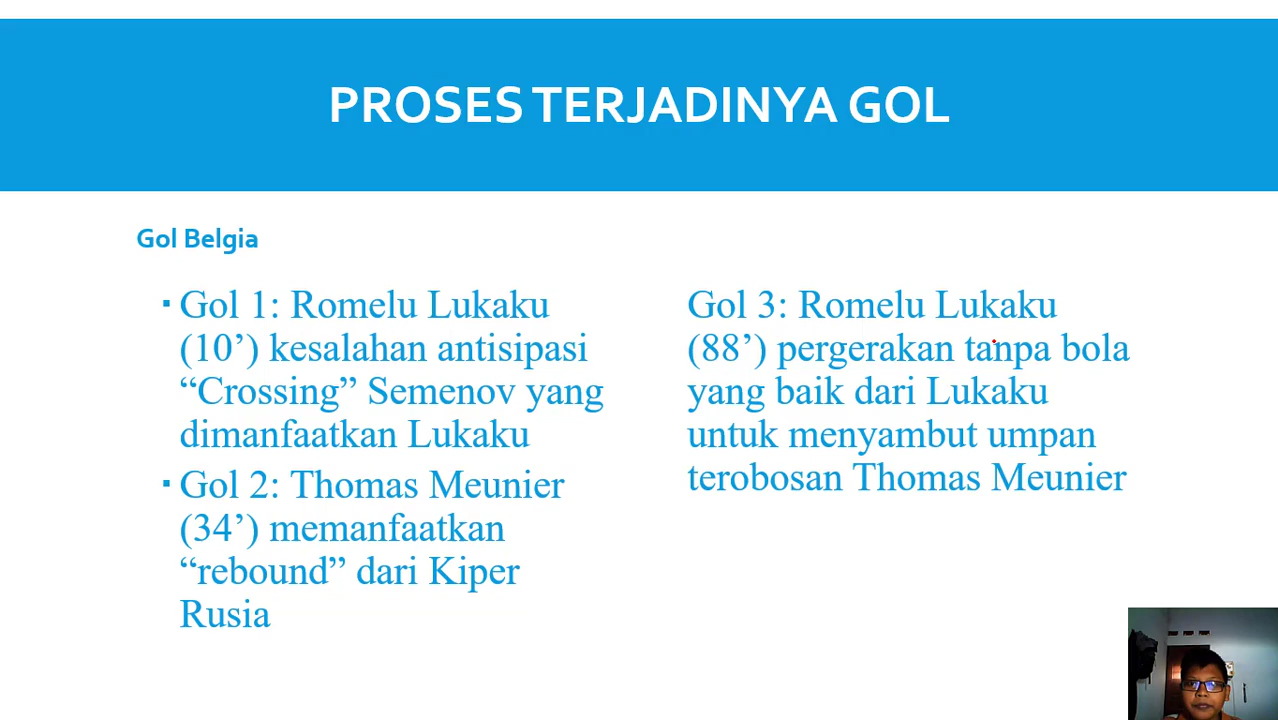 PROSES TERJADINYA GOL
Gol Belgia
▪ Gol 1: Romelu Lukaku
(10’) kesalahan antisipasi
“Crossing” Semenov yang
dimanfaatkan Lukaku
▪ Gol 2: Thomas Meunier
(34’) memanfaatkan
“rebound” dari Kiper
Rusia
Gol 3: Romelu Lukaku
(88’) pergerakan tanpa bola
yang baik dari Lukaku
untuk menyambut umpan
terobosan Thomas Meunier